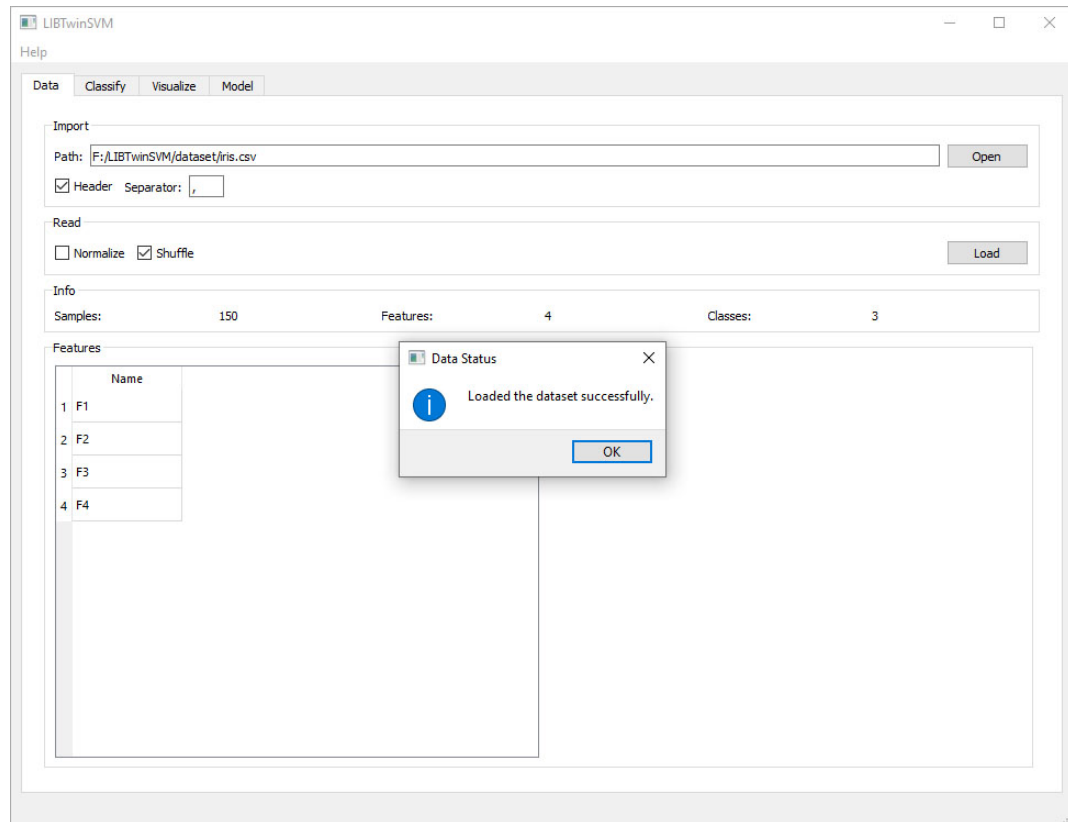 LIBTwinSVM
Help
Data Classify Visualize Model
Import
Path: F:/LIBTwinSVM/dataset/iris.csv Open
Header Separator: ,
Read
Normalize Shuffle Load
Info
Samples: 150 Features: 4 Classes: 3
Features
Data Status
Name
Loaded the dataset successfully.
1 F1
2 F2
OK
3 F3
4 F4